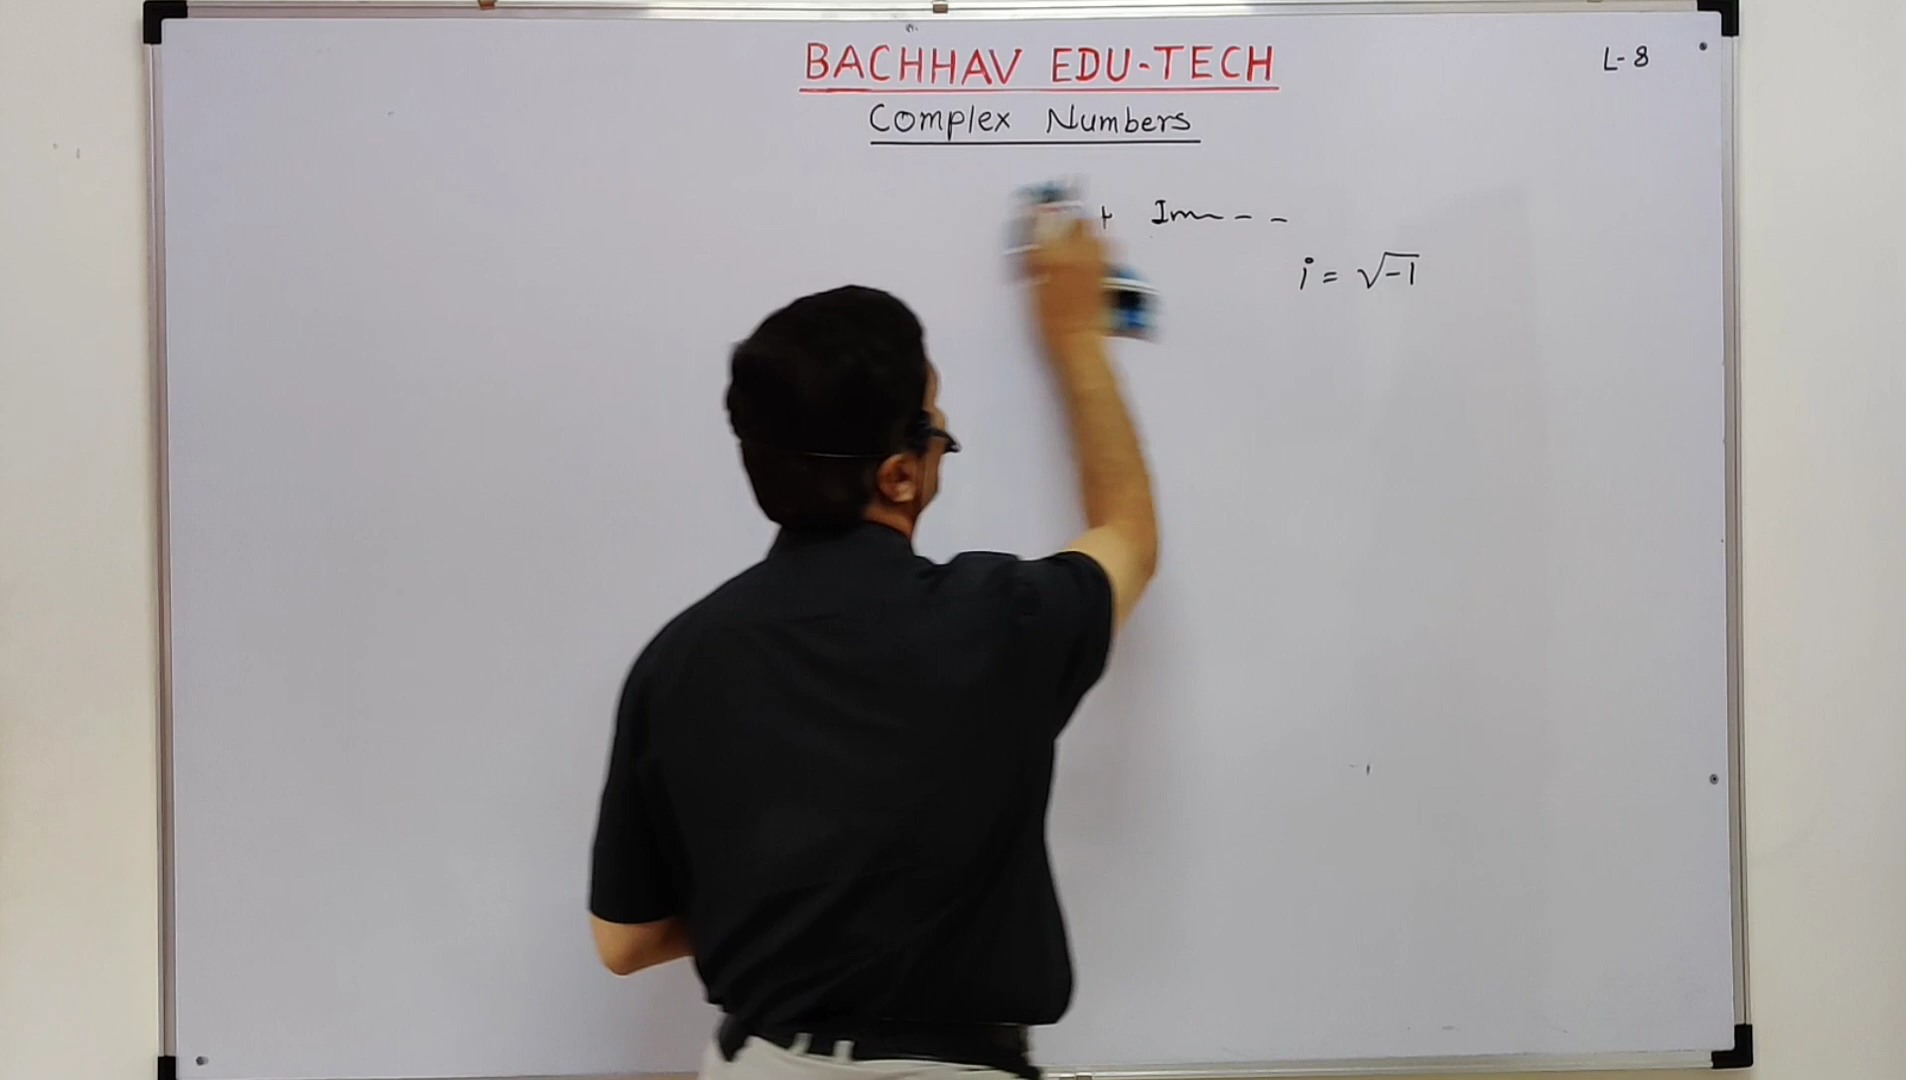 BACHHAV EDU-TECH
L-8
Complex Numbers
+ Im - -
i = √-1